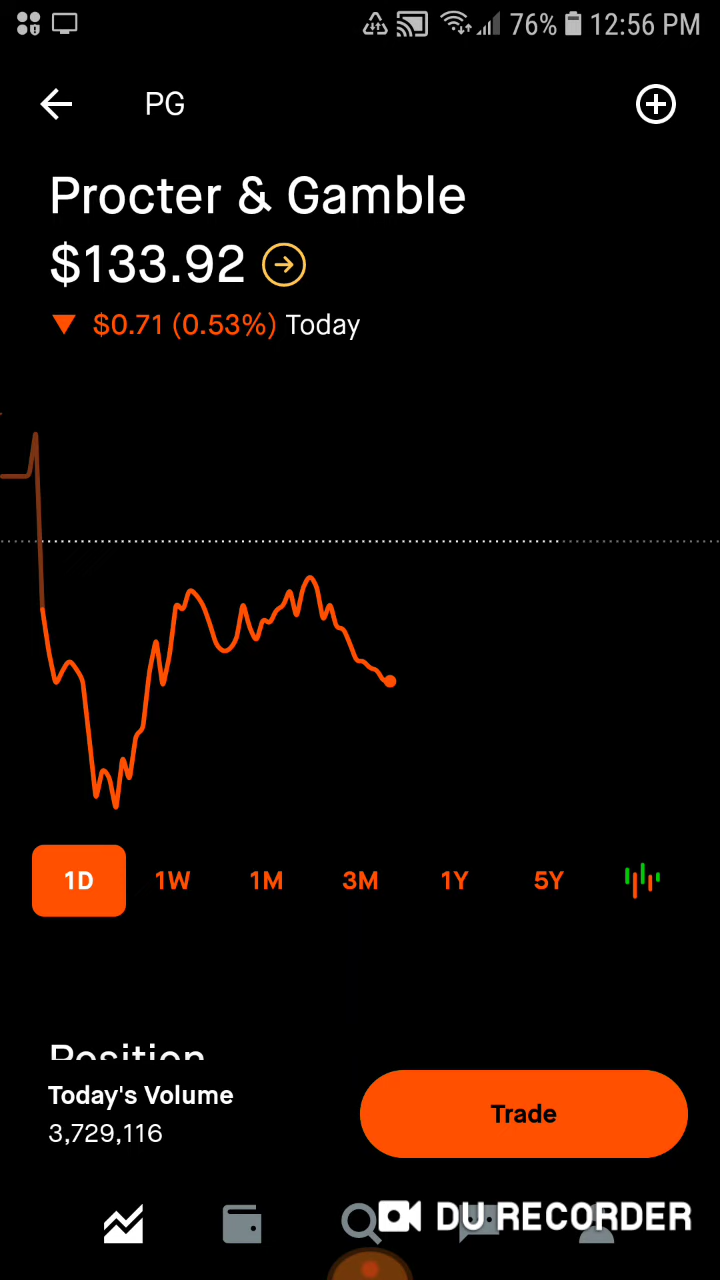 76% 12:56 PM
PG
Procter & Gamble
$133.92
▼ $0.71 (0.53%) Today
1D 1W 1M 3M 1Y 5Y
Position
Today's Volume
3,729,116
Trade
DU RECORDER